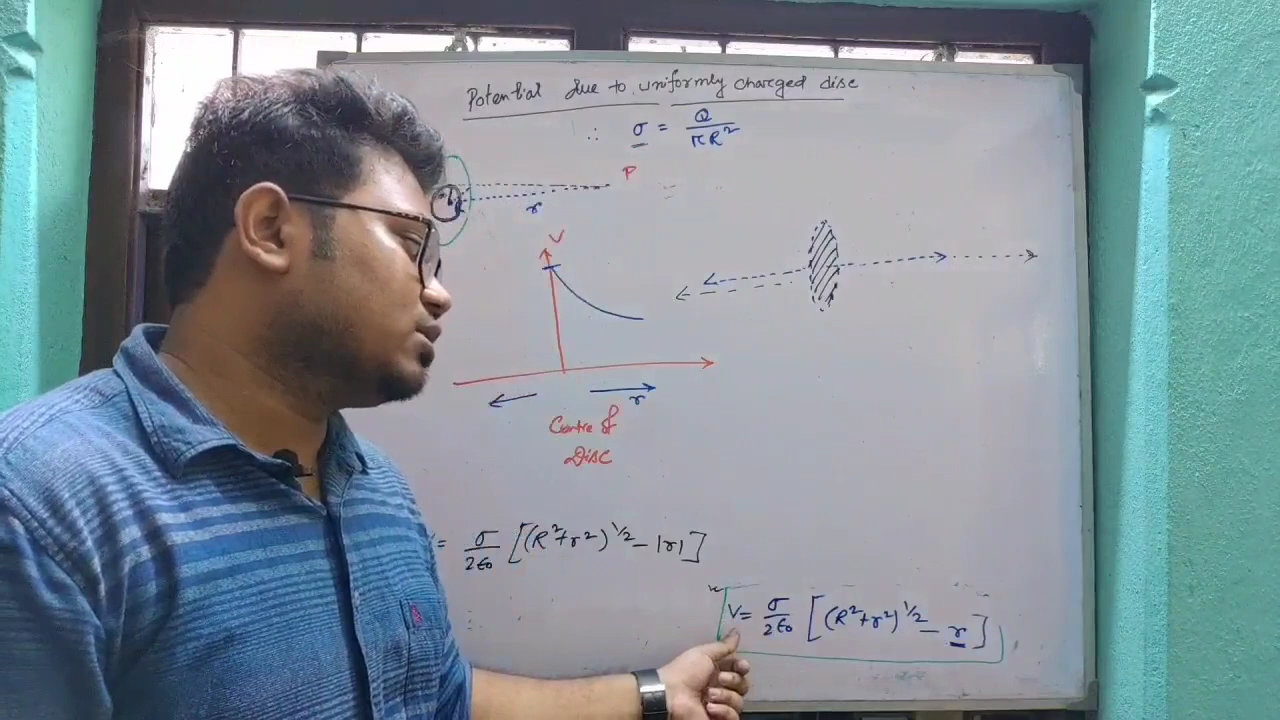 Potential due to uniformly charged disc
∴ σ = Q/πR²
P
r
V
r
Centre of
Disc
= σ/2ε₀ [(R²+r²)^1/2 - |r|]
V = σ/2ε₀ [(R²+r²)^1/2 - r]